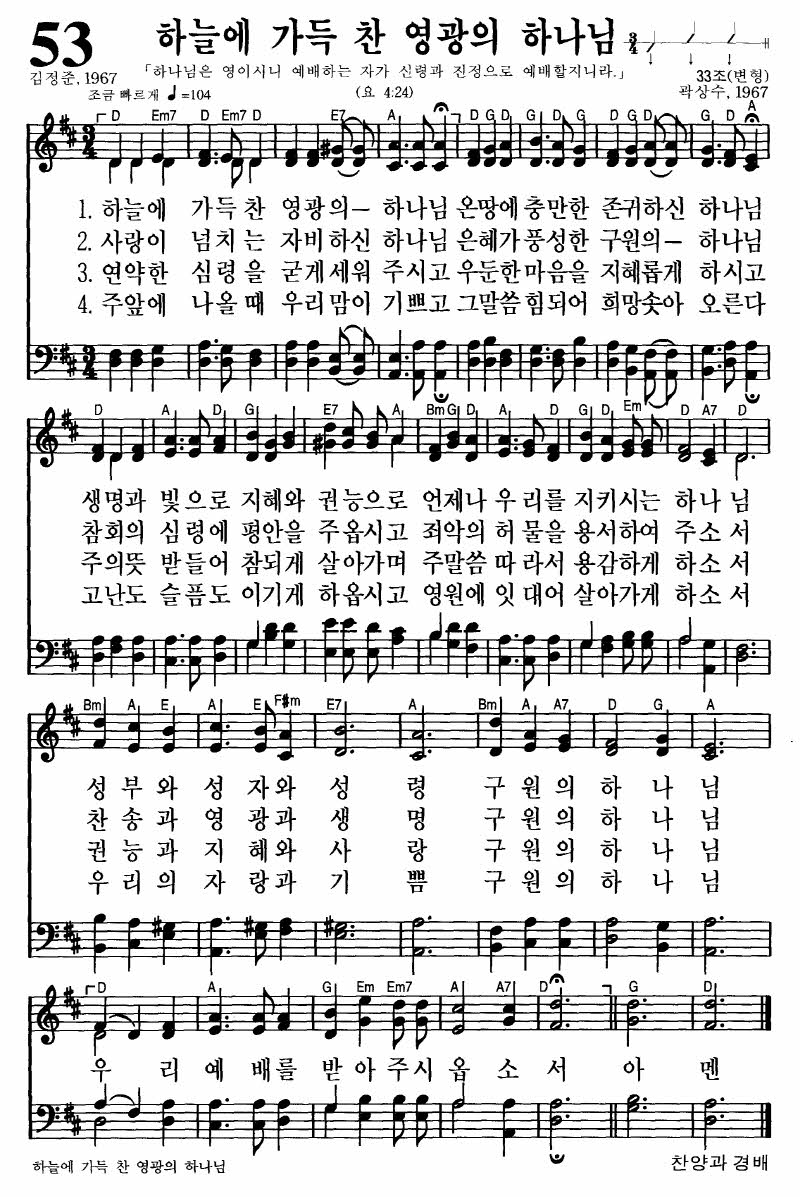 53 하늘에 가득 찬 영광의 하나님
김정준, 1967 「하나님은 영이시니 예배하는 자가 신령과 진정으로 예배할지니라.」 33조(변형)
조금 빠르게 ♩=104 (요 4:24) 곽상수, 1967
D Em7 D Em7 D E7 A D G D G D G D A
3/4
1. 하늘에 가득 찬 영광의— 하나님 온땅에 충만한 존귀하신 하나님
2. 사랑이 넘치는 자비하신 하나님 은혜가 풍성한 구원의— 하나님
3. 연약한 심령을 굳게세워 주시고 우둔한마음을 지혜롭게 하시고
4. 주앞에 나올때 우리맘이 기쁘고 그말씀힘되어 희망솟아 오른다
D A D G E7 A Bm G D A D G Em D A7 D
생명과 빛으로 지혜와 권능으로 언제나 우리를 지키시는 하나님
참회의 심령에 평안을 주옵시고 죄악의 허물을 용서하여 주소서
주의뜻 받들어 참되게 살아가며 주말씀 따라서 용감하게 하소서
고난도 슬픔도 이기게 하옵시고 영원에 잇대어 살아가게 하소서
Bm A E A E F#m E7 A Bm A A7 D G A
성부와 성자와 성령 구원의 하나님
찬송과 영광과 생명 구원의 하나님
권능과 지혜와 사랑 구원의 하나님
우리의 자랑과 기쁨 구원의 하나님
D A G Em Em7 A A7 D G D
우리 예배를 받아주시옵소서 아멘
하늘에 가득 찬 영광의 하나님 찬양과 경배